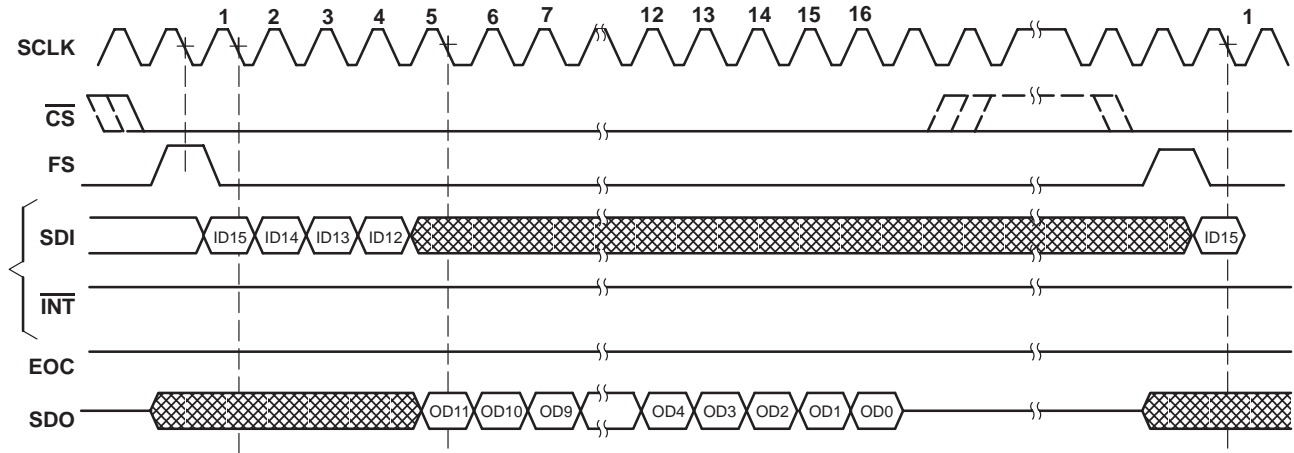 1 2 3 4 5 6 7 12 13 14 15 16 1
SCLK
CS
FS
SDI ID15 ID14 ID13 ID12 ID15
INT
EOC
SDO OD11 OD10 OD9 OD4 OD3 OD2 OD1 OD0